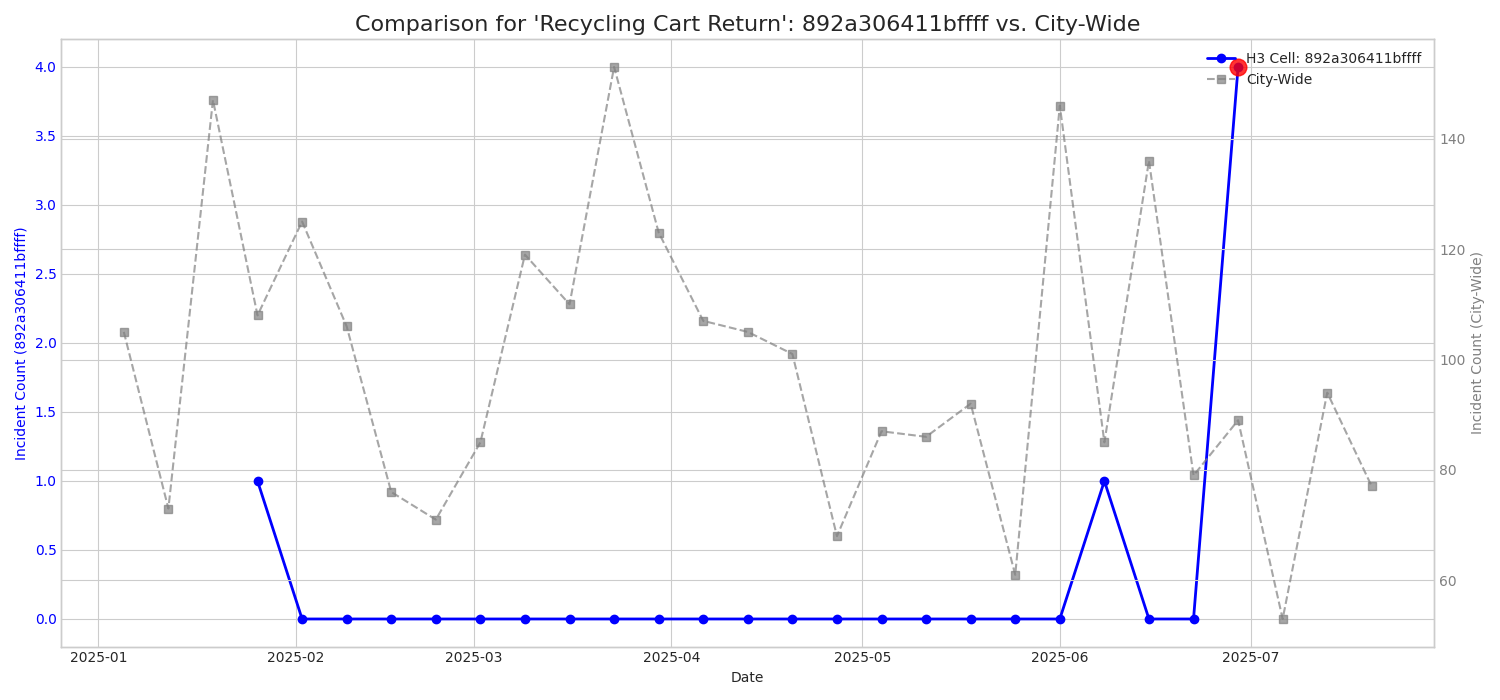 Comparison for 'Recycling Cart Return': 892a306411bffff vs. City-Wide
H3 Cell: 892a306411bffff
City-Wide
Incident Count (892a306411bffff)
4.0
3.5
3.0
2.5
2.0
1.5
1.0
0.5
0.0
140
120
100
80
60
Incident Count (City-Wide)
2025-01 2025-02 2025-03 2025-04 2025-05 2025-06 2025-07
Date